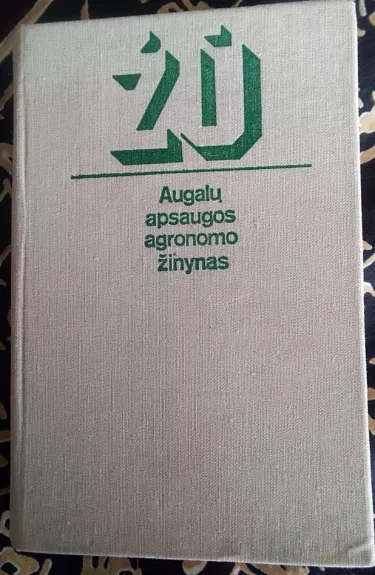 ŽŪ
Augalų
apsaugos
agronomo
žinynas